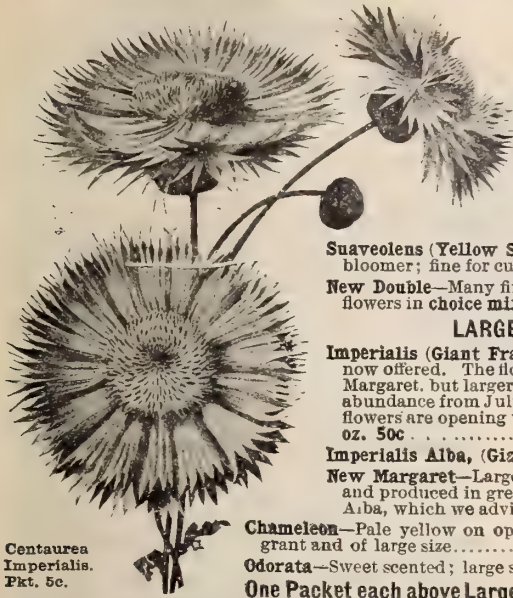 Suaveolens (Yellow S
bloomer; fine for cu
New Double—Many fi
flowers in choice mi
LARGE
Imperialis (Giant Fra
now offered. The flo
Margaret, but larger
abundance from Jul
flowers are opening
oz. 50c
Imperialis Alba, (Gia
New Margaret—Large
and produced in gre
Alba, which we advi
Chameleon—Pale yellow on op
grant and of large size
Odorata—Sweet scented; large s
One Packet each above Large
Centaurea
Imperialis.
Pkt. 5c.